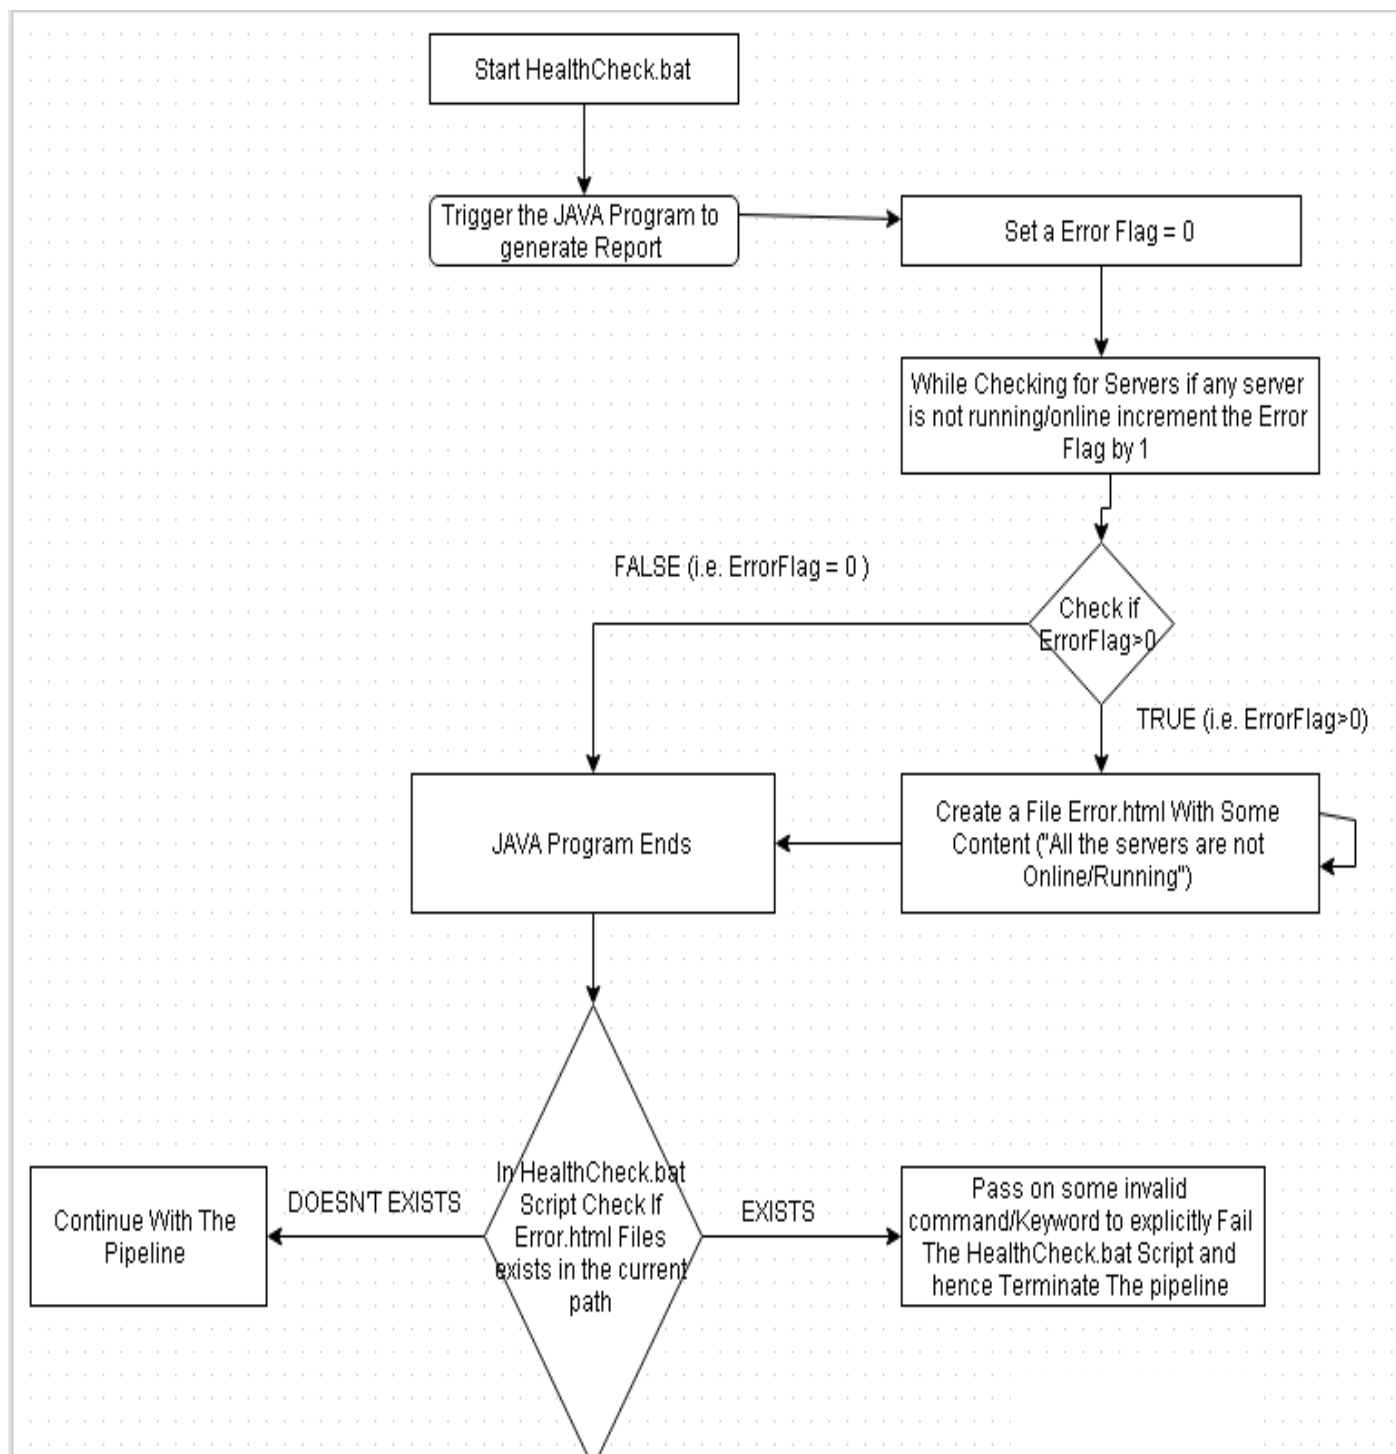 Start HealthCheck.bat
Trigger the JAVA Program to
generate Report
Set a Error Flag = 0
While Checking for Servers if any server
is not running/online increment the Error
Flag by 1
FALSE (i.e. ErrorFlag = 0 )
Check if
ErrorFlag>0
TRUE (i.e. ErrorFlag>0)
JAVA Program Ends
Create a File Error.html With Some
Content ("All the servers are not
Online/Running")
In HealthCheck.bat
Script Check If
Error.html Files
exists in the current
path
DOESN'T EXISTS
Continue With The
Pipeline
EXISTS
Pass on some invalid
command/Keyword to explicitly Fail
The HealthCheck.bat Script and
hence Terminate The pipeline